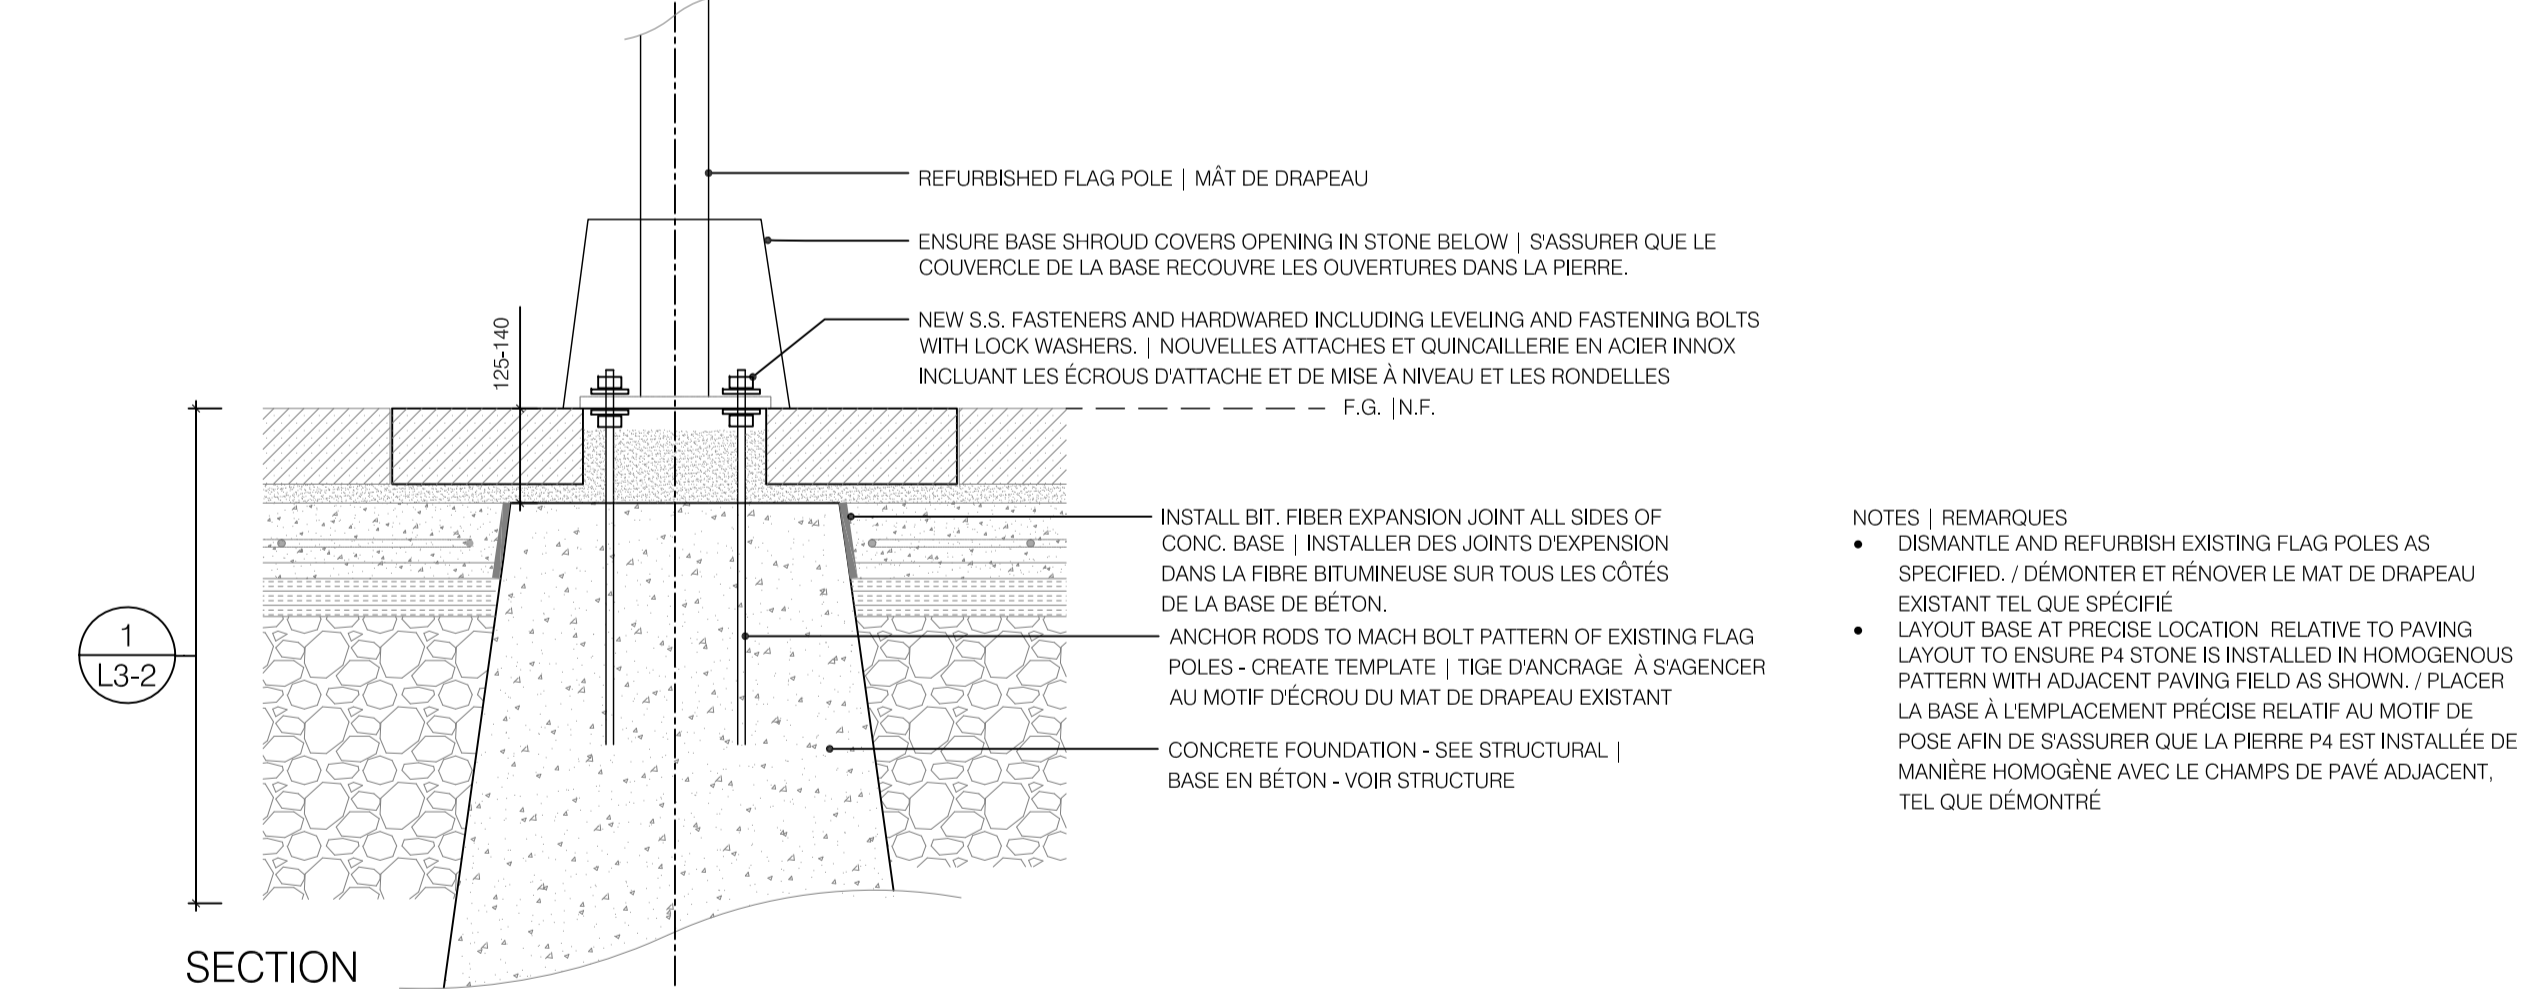 REFURBISHED FLAG POLE | MÂT DE DRAPEAU
ENSURE BASE SHROUD COVERS OPENING IN STONE BELOW | S'ASSURER QUE LE
COUVERCLE DE LA BASE RECOUVRE LES OUVERTURES DANS LA PIERRE.
NEW S.S. FASTENERS AND HARDWARED INCLUDING LEVELING AND FASTENING BOLTS
WITH LOCK WASHERS. | NOUVELLES ATTACHES ET QUINCAILLERIE EN ACIER INNOX
INCLUANT LES ÉCROUS D'ATTACHE ET DE MISE À NIVEAU ET LES RONDELLES
125-140
F.G. |N.F.
INSTALL BIT. FIBER EXPANSION JOINT ALL SIDES OF
CONC. BASE | INSTALLER DES JOINTS D'EXPENSION
DANS LA FIBRE BITUMINEUSE SUR TOUS LES CÔTÉS
DE LA BASE DE BÉTON.
ANCHOR RODS TO MACH BOLT PATTERN OF EXISTING FLAG
POLES - CREATE TEMPLATE | TIGE D'ANCRAGE À S'AGENCER
AU MOTIF D'ÉCROU DU MAT DE DRAPEAU EXISTANT
CONCRETE FOUNDATION - SEE STRUCTURAL |
BASE EN BÉTON - VOIR STRUCTURE
NOTES | REMARQUES
• DISMANTLE AND REFURBISH EXISTING FLAG POLES AS
SPECIFIED. / DÉMONTER ET RÉNOVER LE MAT DE DRAPEAU
EXISTANT TEL QUE SPÉCIFIÉ
• LAYOUT BASE AT PRECISE LOCATION RELATIVE TO PAVING
LAYOUT TO ENSURE P4 STONE IS INSTALLED IN HOMOGENOUS
PATTERN WITH ADJACENT PAVING FIELD AS SHOWN. / PLACER
LA BASE À L'EMPLACEMENT PRÉCISE RELATIF AU MOTIF DE
POSE AFIN DE S'ASSURER QUE LA PIERRE P4 EST INSTALLÉE DE
MANIÈRE HOMOGÈNE AVEC LE CHAMPS DE PAVÉ ADJACENT,
TEL QUE DÉMONTRÉ
1
L3-2
SECTION